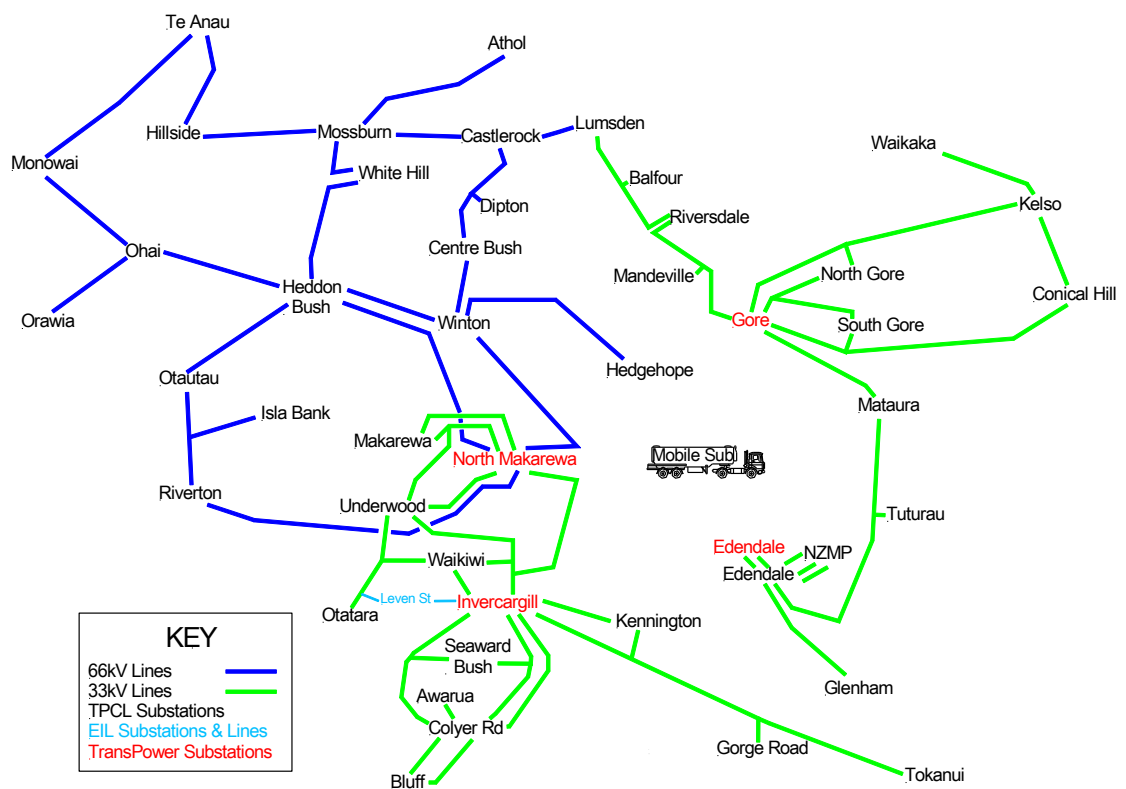 Te Anau
Athol
Hillside
Mossburn
Castlerock
Lumsden
Waikaka
Monowai
White Hill
Balfour
Dipton
Riversdale
Kelso
Ohai
Centre Bush
Mandeville
North Gore
Heddon
Bush
Conical Hill
Orawia
Winton
Gore
South Gore
Hedgehope
Otautau
Isla Bank
Mataura
Makarewa
North Makarewa
Mobile Sub
Riverton
Underwood
Tuturau
Edendale
NZMP
Waikiwi
Edendale
Leven St
Invercargill
Otatara
Kennington
KEY
66kV Lines
33kV Lines
TPCL Substations
EIL Substations & Lines
TransPower Substations
Seaward
Bush
Glenham
Awarua
Colyer Rd
Gorge Road
Bluff
Tokanui